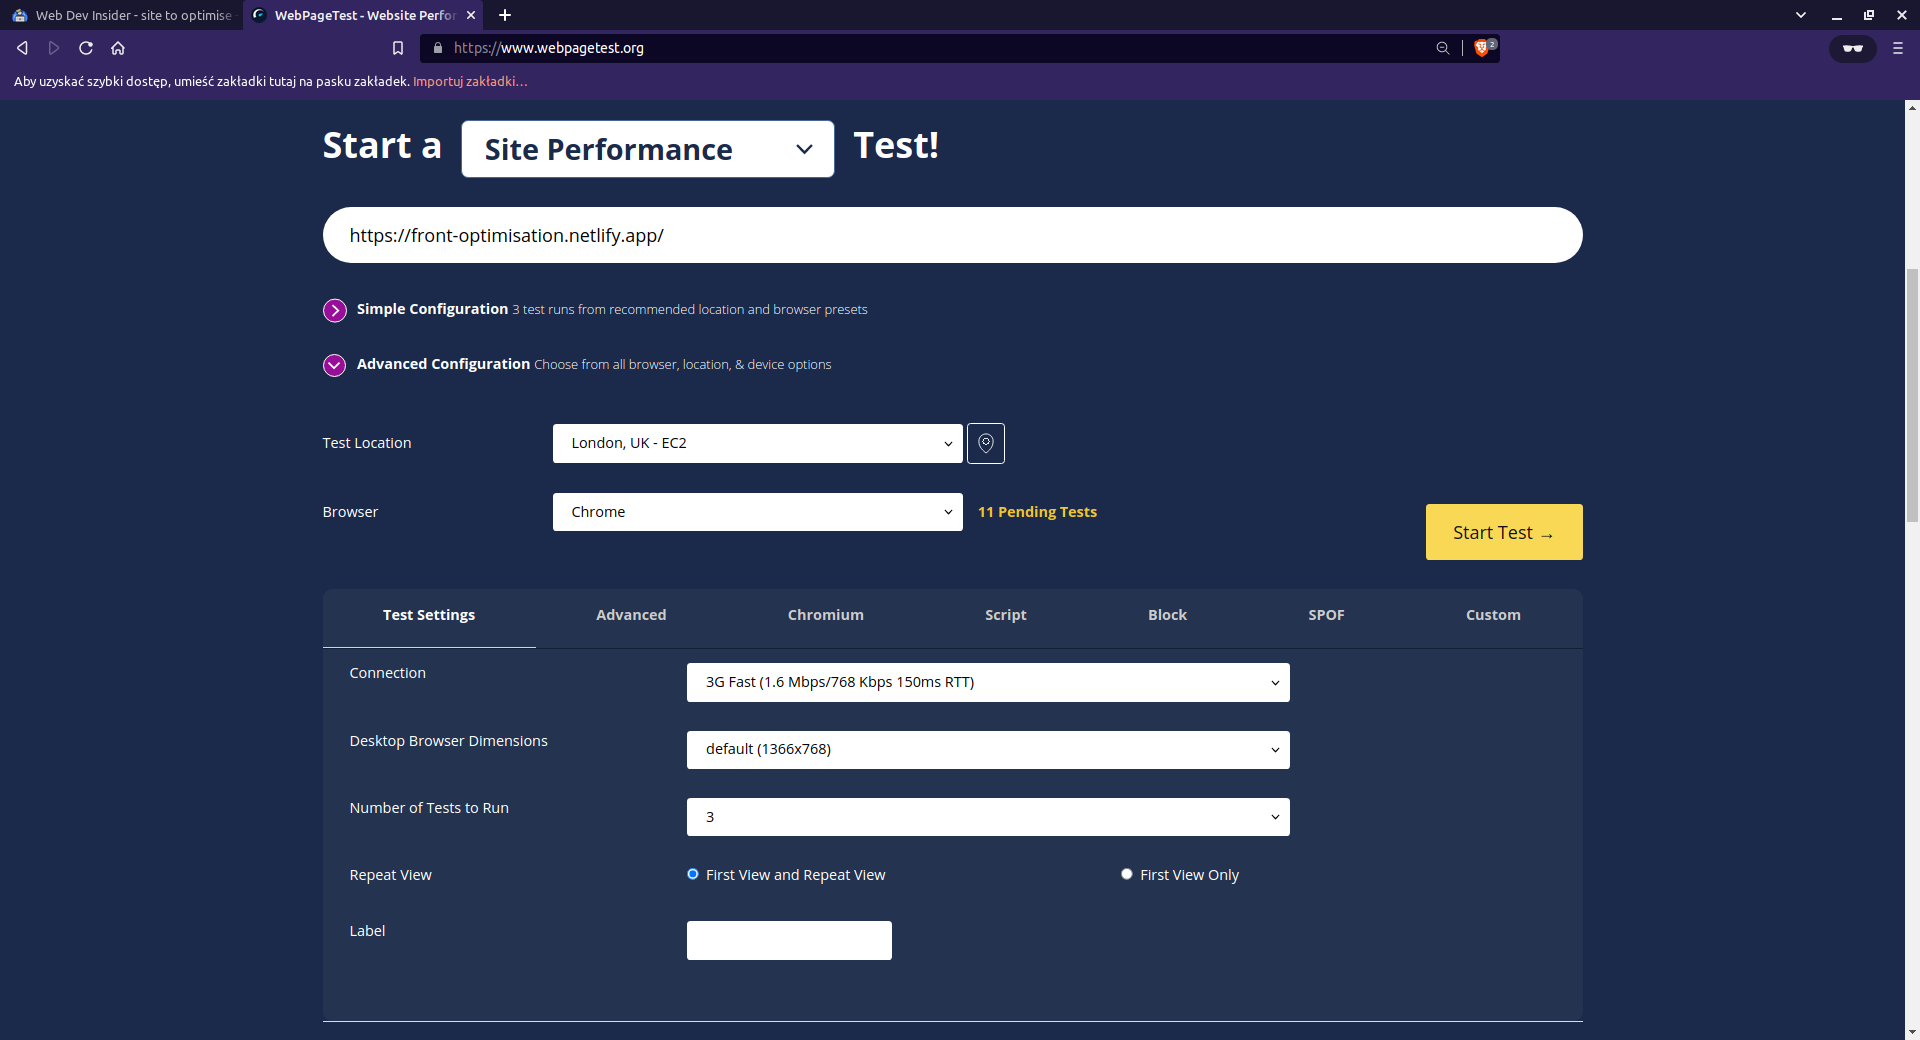 Web Dev Insider - site to optimise -
WebPageTest - Website Perfor
https://www.webpagetest.org
2
Aby uzyskać szybki dostęp, umieść zakładki tutaj na pasku zakładek. Importuj zakładki…
Start a Site Performance Test!
https://front-optimisation.netlify.app/
Simple Configuration 3 test runs from recommended location and browser presets
Advanced Configuration Choose from all browser, location, & device options
Test Location London, UK - EC2
Browser Chrome 11 Pending Tests
Start Test →
Test Settings Advanced Chromium Script Block SPOF Custom
Connection 3G Fast (1.6 Mbps/768 Kbps 150ms RTT)
Desktop Browser Dimensions default (1366x768)
Number of Tests to Run 3
Repeat View First View and Repeat View First View Only
Label